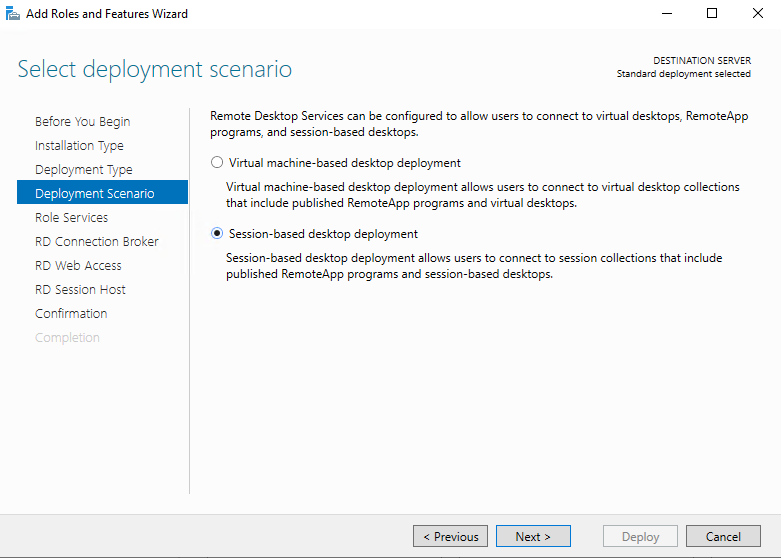 Add Roles and Features Wizard
Select deployment scenario
DESTINATION SERVER
Standard deployment selected
Before You Begin
Installation Type
Deployment Type
Deployment Scenario
Role Services
RD Connection Broker
RD Web Access
RD Session Host
Confirmation
Completion
Remote Desktop Services can be configured to allow users to connect to virtual desktops, RemoteApp
programs, and session-based desktops.
Virtual machine-based desktop deployment
Virtual machine-based desktop deployment allows users to connect to virtual desktop collections
that include published RemoteApp programs and virtual desktops.
Session-based desktop deployment
Session-based desktop deployment allows users to connect to session collections that include
published RemoteApp programs and session-based desktops.
< Previous
Next >
Deploy
Cancel